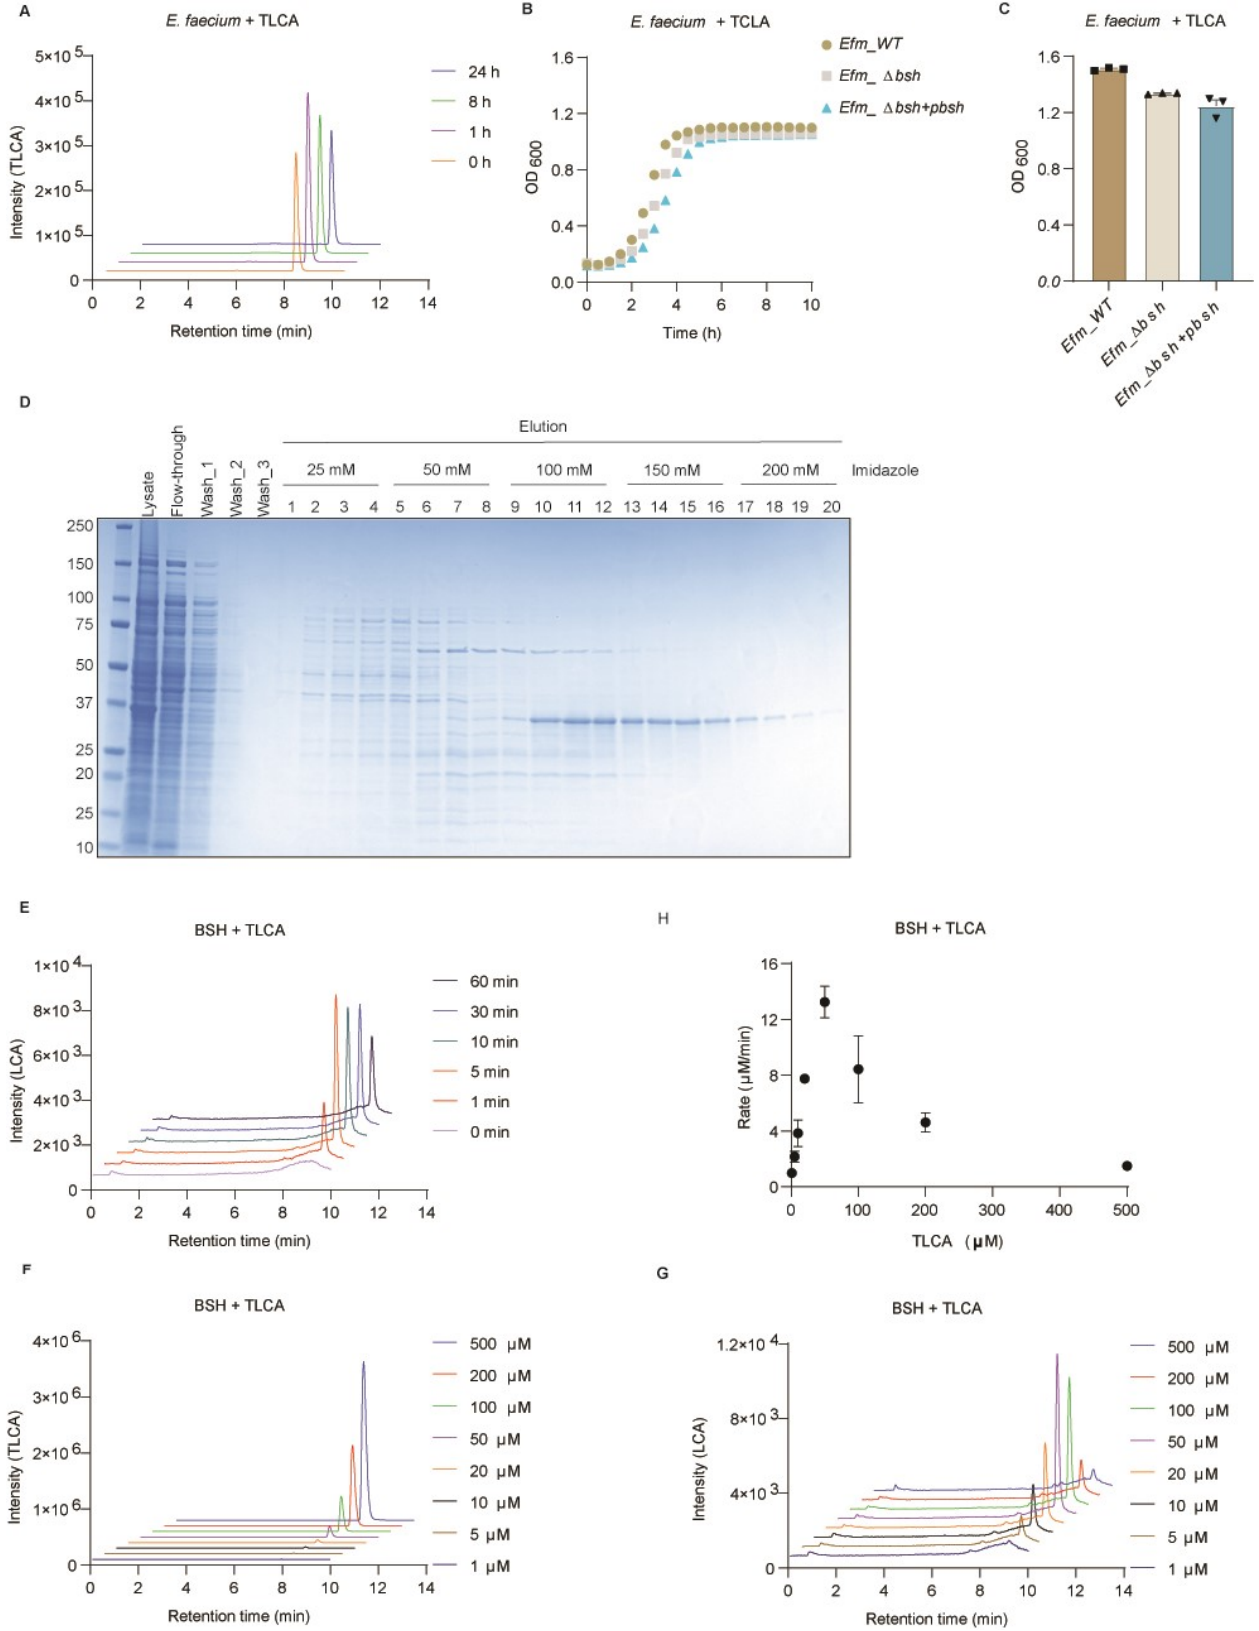 A
E. faecium + TLCA
5×10 5
4×10 5
3×10 5
2×10 5
1×10 5
0
Intensity (TLCA)
0 2 4 6 8 10 12 14
Retention time (min)
24 h
8 h
1 h
0 h
B
E. faecium + TCLA
1.6
1.2
0.8
0.4
0.0
OD 600
0 2 4 6 8 10
Time (h)
Efm_WT
Efm_ Δbsh
Efm_ Δbsh+pbsh
C
E. faecium + TLCA
1.6
1.2
0.8
0.4
0.0
OD 600
Efm_WT
Efm_Δbsh
Efm_Δbsh+pbsh
D
Elution
25 mM 50 mM 100 mM 150 mM 200 mM Imidazole
Lysate Flow-through Wash_1 Wash_2 Wash_3 1 2 3 4 5 6 7 8 9 10 11 12 13 14 15 16 17 18 19 20
250
150
100
75
50
37
25
20
25
10
E
BSH + TLCA
1×10 4
8×10 3
6×10 3
4×10 3
2×10 3
0
Intensity (LCA)
0 2 4 6 8 10 12 14
Retention time (min)
60 min
30 min
10 min
5 min
1 min
0 min
H
BSH + TLCA
16
12
8
4
0
Rate (μM/min)
0 100 200 300 400 500
TLCA (μM)
F
BSH + TLCA
4×10 6
3×10 6
2×10 6
1×10 6
0
Intensity (TLCA)
0 2 4 6 8 10 12 14
Retention time (min)
500 μM
200 μM
100 μM
50 μM
20 μM
10 μM
5 μM
1 μM
G
BSH + TLCA
1.2×10 4
8×10 3
4×10 3
0
Intensity (LCA)
0 2 4 6 8 10 12 14
Retention time (min)
500 μM
200 μM
100 μM
50 μM
20 μM
10 μM
5 μM
1 μM